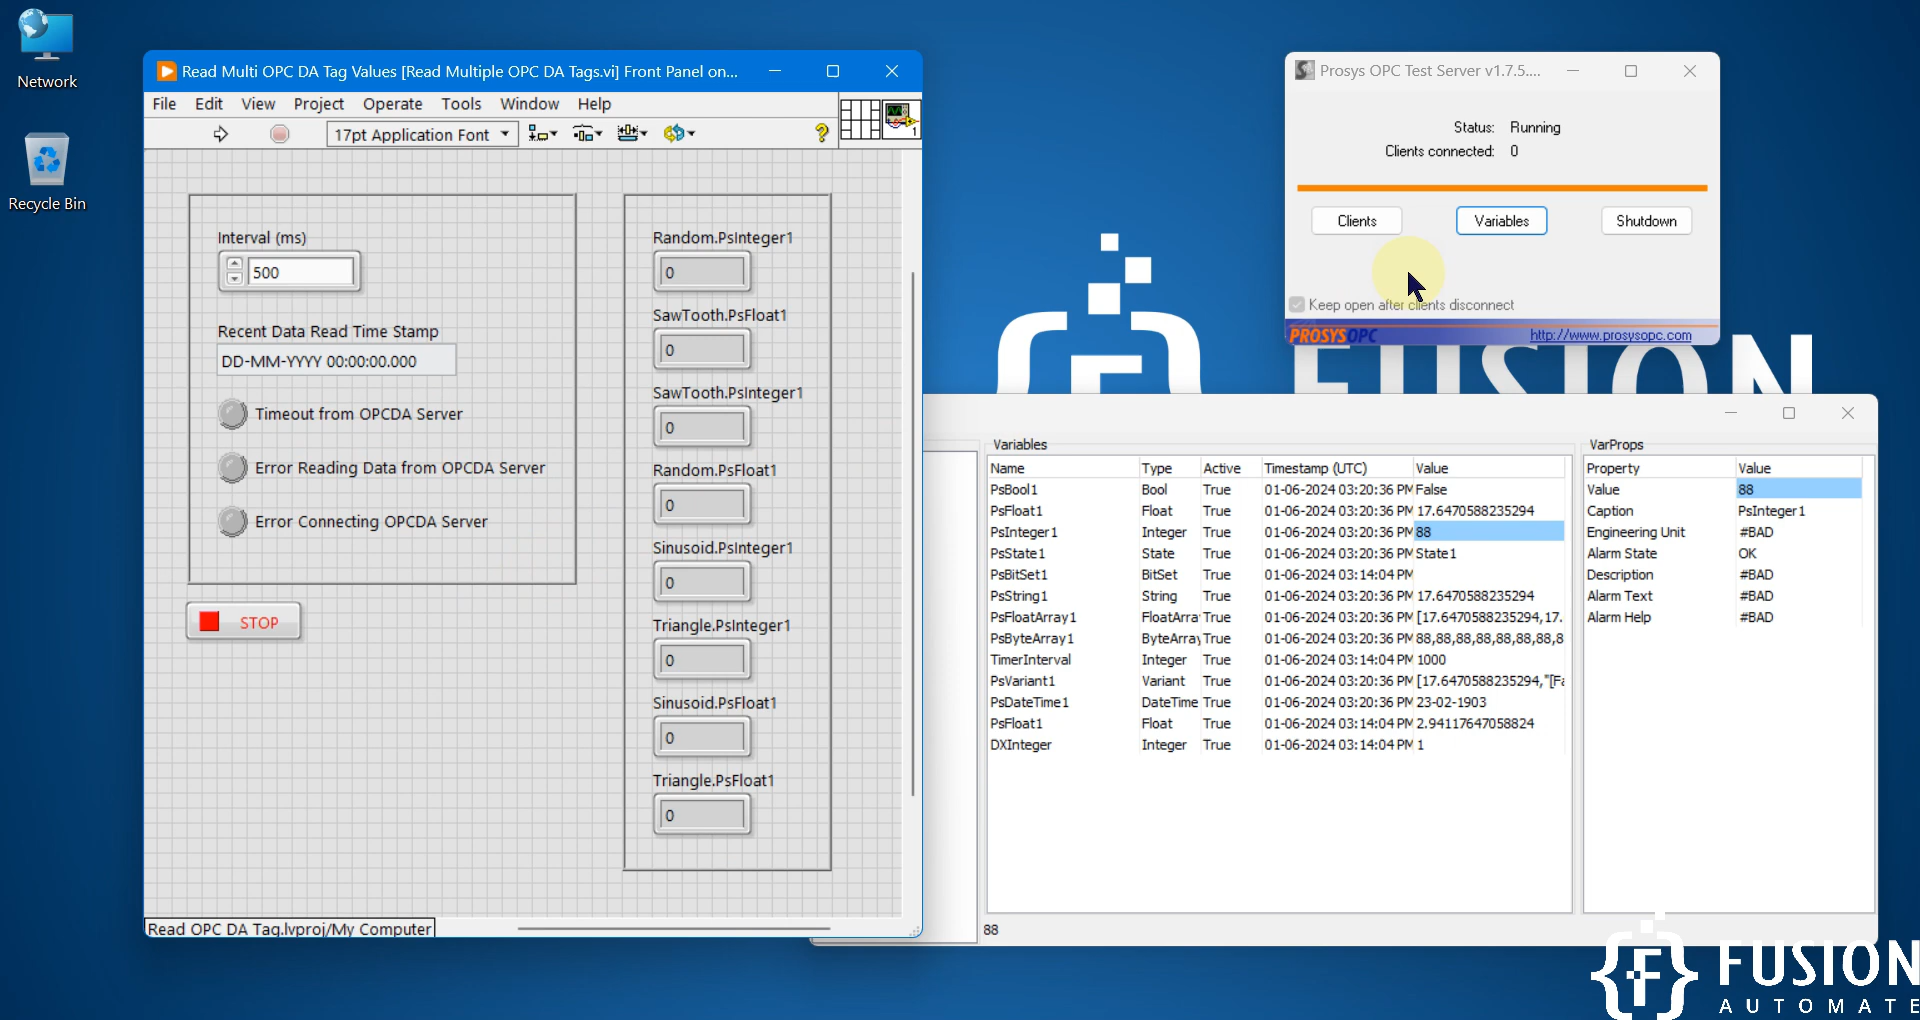 Network
Recycle Bin
Read Multi OPC DA Tag Values [Read Multiple OPC DA Tags.vi] Front Panel on...
File Edit View Project Operate Tools Window Help
17pt Application Font
?
1
Interval (ms)
500
Recent Data Read Time Stamp
DD-MM-YYYY 00:00:00.000
Timeout from OPCDA Server
Error Reading Data from OPCDA Server
Error Connecting OPCDA Server
STOP
Random.PsInteger1
0
SawTooth.PsFloat1
0
SawTooth.PsInteger1
0
Random.PsFloat1
0
Sinusoid.PsInteger1
0
Triangle.PsInteger1
0
Sinusoid.PsFloat1
0
Triangle.PsFloat1
0
Read OPC DA Tag.lvproj/My Computer
Prosys OPC Test Server v1.7.5....
Status: Running
Clients connected: 0
Clients Variables Shutdown
Keep open after clients disconnect
PROSYSOPC http://www.prosysopc.com
FUSION
Variables
Name Type Active Timestamp (UTC) Value
PsBool1 Bool True 01-06-2024 03:20:36 PM False
PsFloat1 Float True 01-06-2024 03:20:36 PM 17.6470588235294
PsInteger1 Integer True 01-06-2024 03:20:36 PM 88
PsState1 State True 01-06-2024 03:20:36 PM State1
PsBitSet1 BitSet True 01-06-2024 03:14:04 PM
PsString1 String True 01-06-2024 03:20:36 PM 17.6470588235294
PsFloatArray1 FloatArra True 01-06-2024 03:20:36 PM [17.6470588235294,17.
PsByteArray1 ByteArray True 01-06-2024 03:20:36 PM 88,88,88,88,88,88,88,8
TimerInterval Integer True 01-06-2024 03:14:04 PM 1000
PsVariant1 Variant True 01-06-2024 03:20:36 PM [17.6470588235294,"[Fa
PsDateTime1 DateTime True 01-06-2024 03:20:36 PM 23-02-1903
PsFloat1 Float True 01-06-2024 03:14:04 PM 2.94117647058824
DXInteger Integer True 01-06-2024 03:14:04 PM 1
88
VarProps
Property Value
Value 88
Caption PsInteger1
Engineering Unit #BAD
Alarm State OK
Description #BAD
Alarm Text #BAD
Alarm Help #BAD
FUSION
AUTOMATE